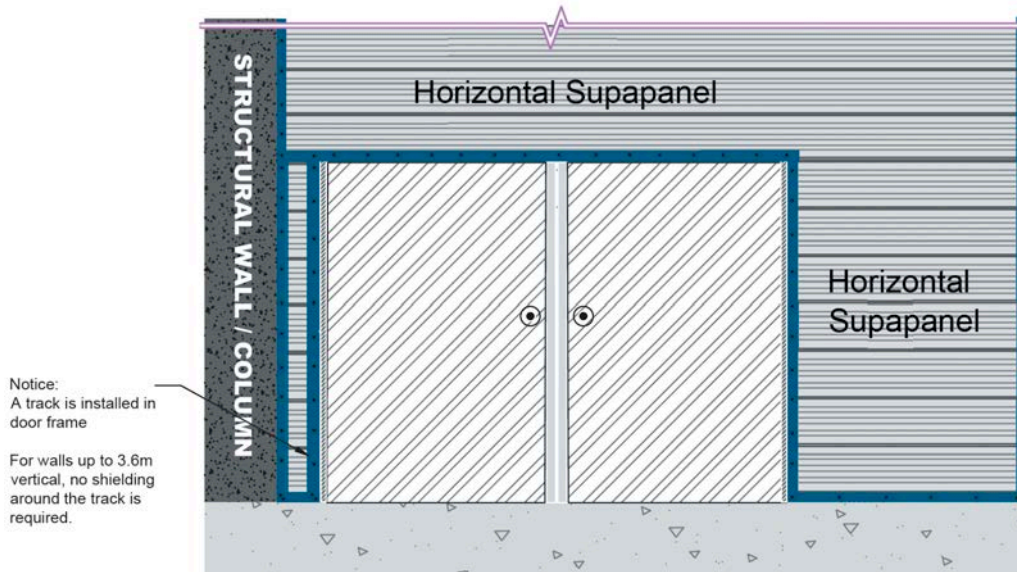 Horizontal Supapanel
STRUCTURAL WALL / COLUMN
Horizontal
Supapanel
Notice:
A track is installed in
door frame
For walls up to 3.6m
vertical, no shielding
around the track is
required.